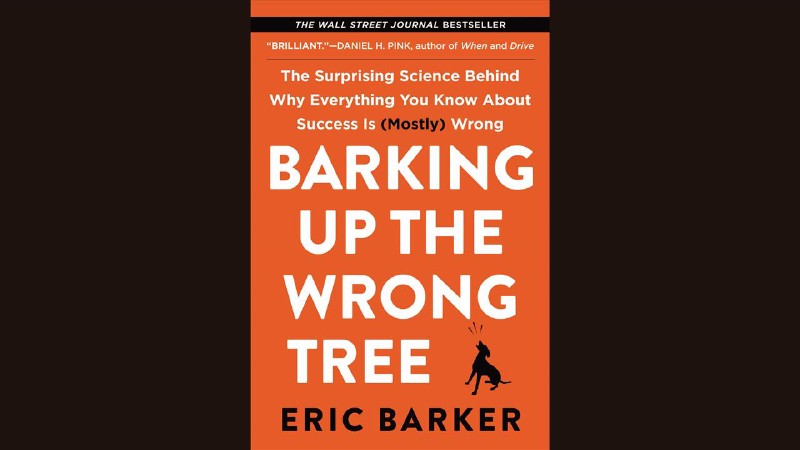 THE WALL STREET JOURNAL BESTSELLER
“BRILLIANT.”—DANIEL H. PINK, author of When and Drive
The Surprising Science Behind
Why Everything You Know About
Success Is (Mostly) Wrong
BARKING
UP THE
WRONG
TREE
ERIC BARKER